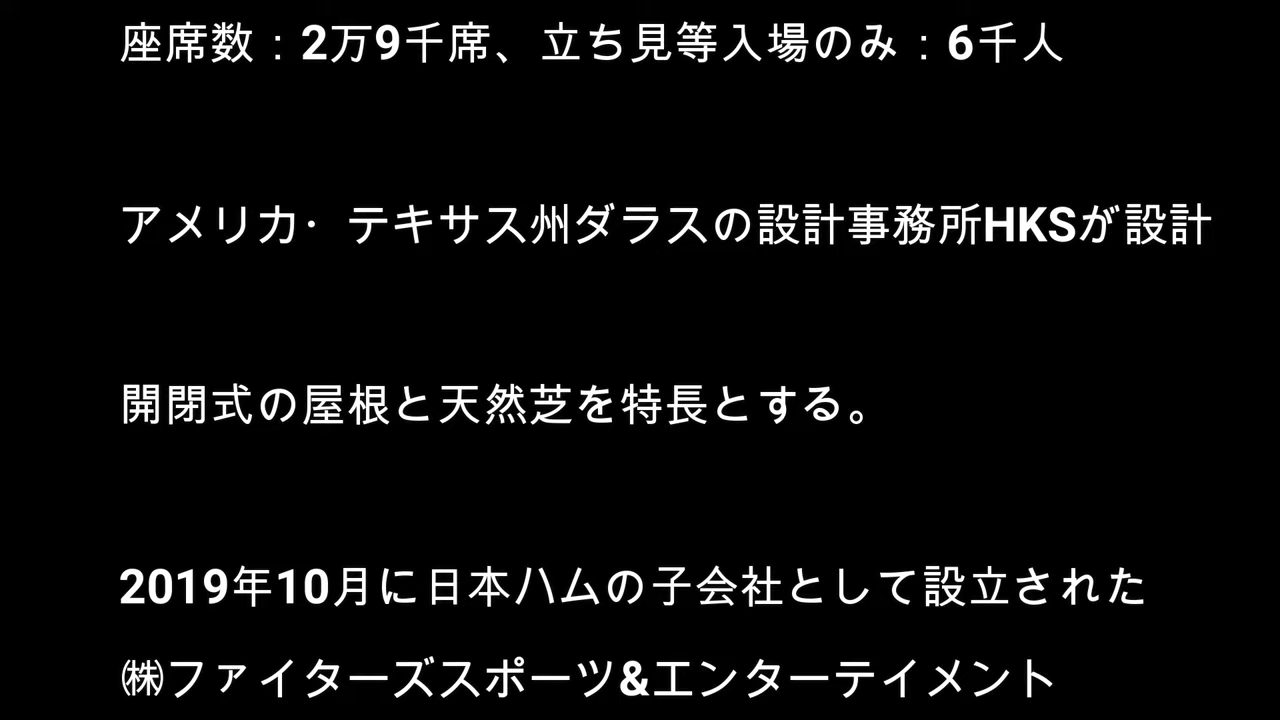 座席数：2万9千席、立ち見等入場のみ：6千人
アメリカ・テキサス州ダラスの設計事務所HKSが設計
開閉式の屋根と天然芝を特長とする。
2019年10月に日本ハムの子会社として設立された
㈱ファイターズスポーツ&エンターテイメント